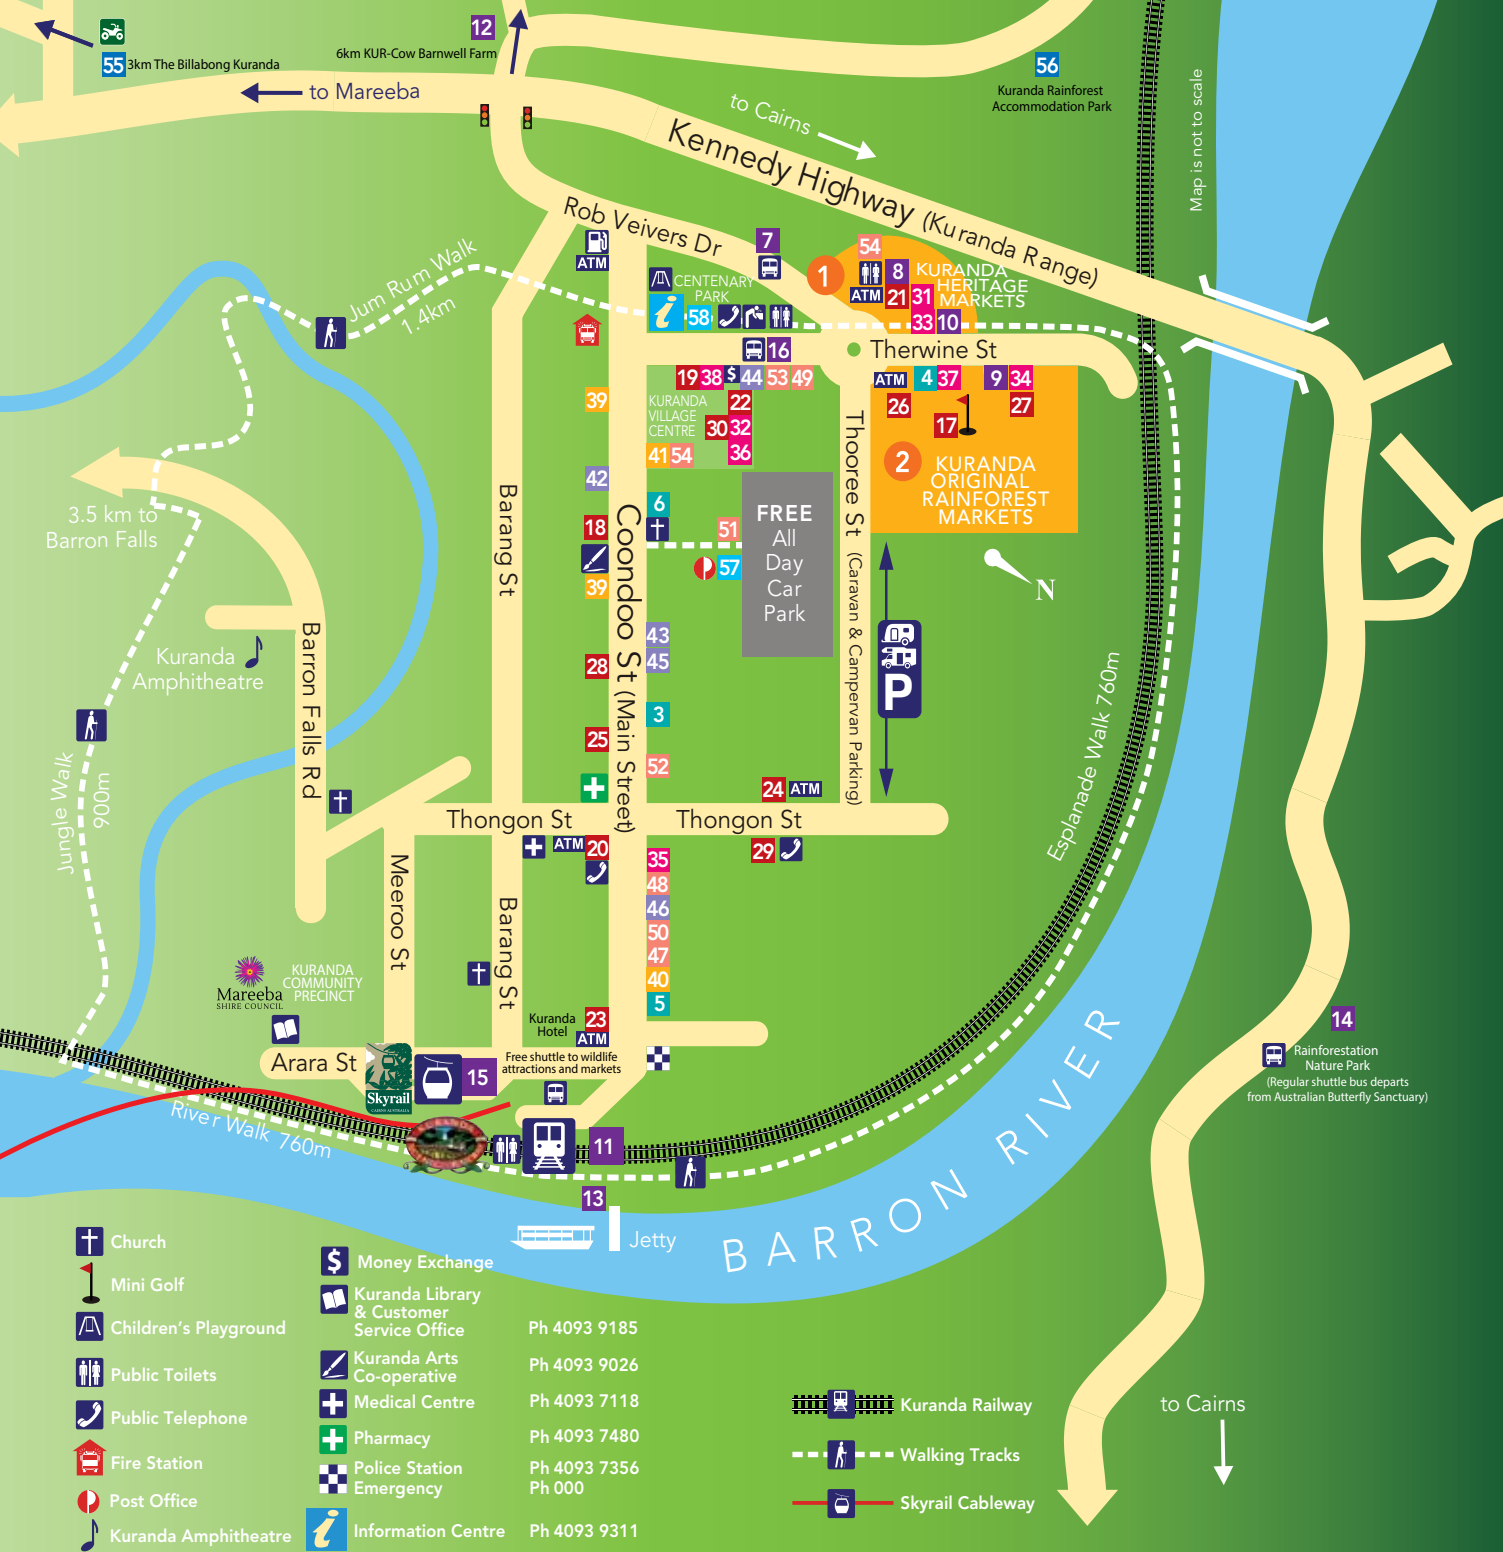 12
6km KUR-Cow Barnwell Farm
55
3km The Billabong Kuranda
56
Kuranda Rainforest
Accommodation Park
to Mareeba
to Cairns
Kennedy Highway (Kuranda Range)
Map is not to scale
Rob Veivers Dr
7
54
1
8
KURANDA
HERITAGE
MARKETS
ATM
21
31
33
10
ATM
CENTENARY
PARK
i
58
Jum Rum Walk
1.4km
16
Therwine St
19
38
$
44
53
49
ATM
4
37
9
34
39
KURANDA
VILLAGE
CENTRE
22
30
32
36
41
54
26
17
27
2
KURANDA
ORIGINAL
RAINFOREST
MARKETS
42
6
18
51
57
39
FREE
All
Day
Car
Park
Thooree St (Caravan & Campervan Parking)
N
P
3.5 km to
Barron Falls
Barang St
Coondoo St (Main Street)
43
45
28
3
25
52
Kuranda
Amphitheatre
Barron Falls Rd
Jungle Walk
900m
Esplanade Walk 760m
24
ATM
Thongon St
Thongon St
ATM
20
29
35
48
46
50
47
40
5
Meeroo St
Barang St
Mareeba
SHIRE COUNCIL
KURANDA
COMMUNITY
PRECINCT
Kuranda
Hotel
23
ATM
Arara St
Skyrail
CAIRNS AUSTRALIA
15
Free shuttle to wildlife
attractions and markets
11
13
River Walk 760m
Jetty
BARRON RIVER
14
Rainforestation
Nature Park
(Regular shuttle bus departs
from Australian Butterfly Sanctuary)
Church
Mini Golf
Children's Playground
Public Toilets
Public Telephone
Fire Station
Post Office
Kuranda Amphitheatre
$
Money Exchange
Kuranda Library
& Customer
Service Office
Ph 4093 9185
Kuranda Arts
Co-operative
Ph 4093 9026
Medical Centre
Ph 4093 7118
Pharmacy
Ph 4093 7480
Police Station
Ph 4093 7356
Emergency
Ph 000
i
Information Centre
Ph 4093 9311
Kuranda Railway
Walking Tracks
Skyrail Cableway
to Cairns